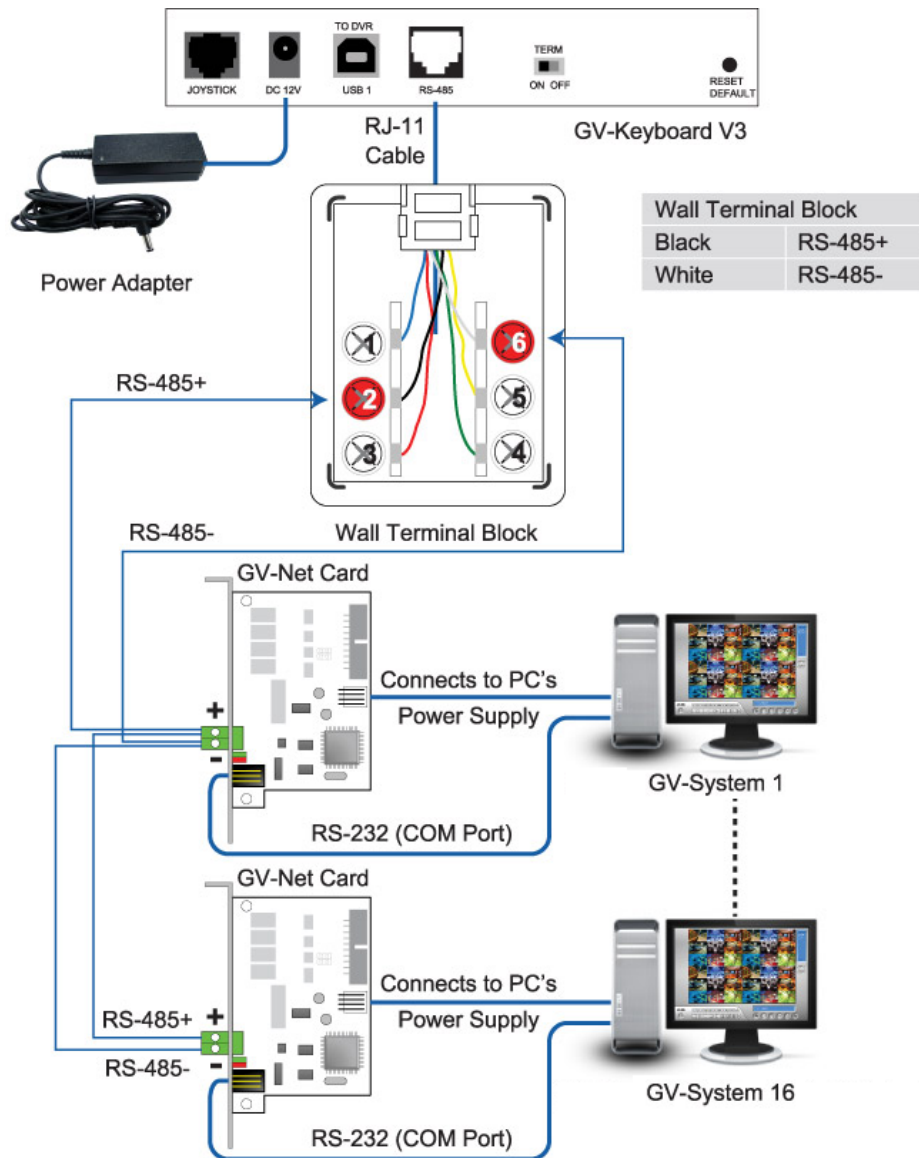 TO DVR
TERM
JOYSTICK
DC 12V
USB 1
RS-485
ON OFF
RESET
DEFAULT
GV-Keyboard V3
RJ-11
Cable
Power Adapter
Wall Terminal Block
Black RS-485+
White RS-485-
1
6
2
5
3
4
RS-485+
RS-485-
Wall Terminal Block
GV-Net Card
Connects to PC's
Power Supply
+
-
GV-System 1
RS-232 (COM Port)
GV-Net Card
Connects to PC's
Power Supply
+
RS-485+
RS-485-
-
GV-System 16
RS-232 (COM Port)